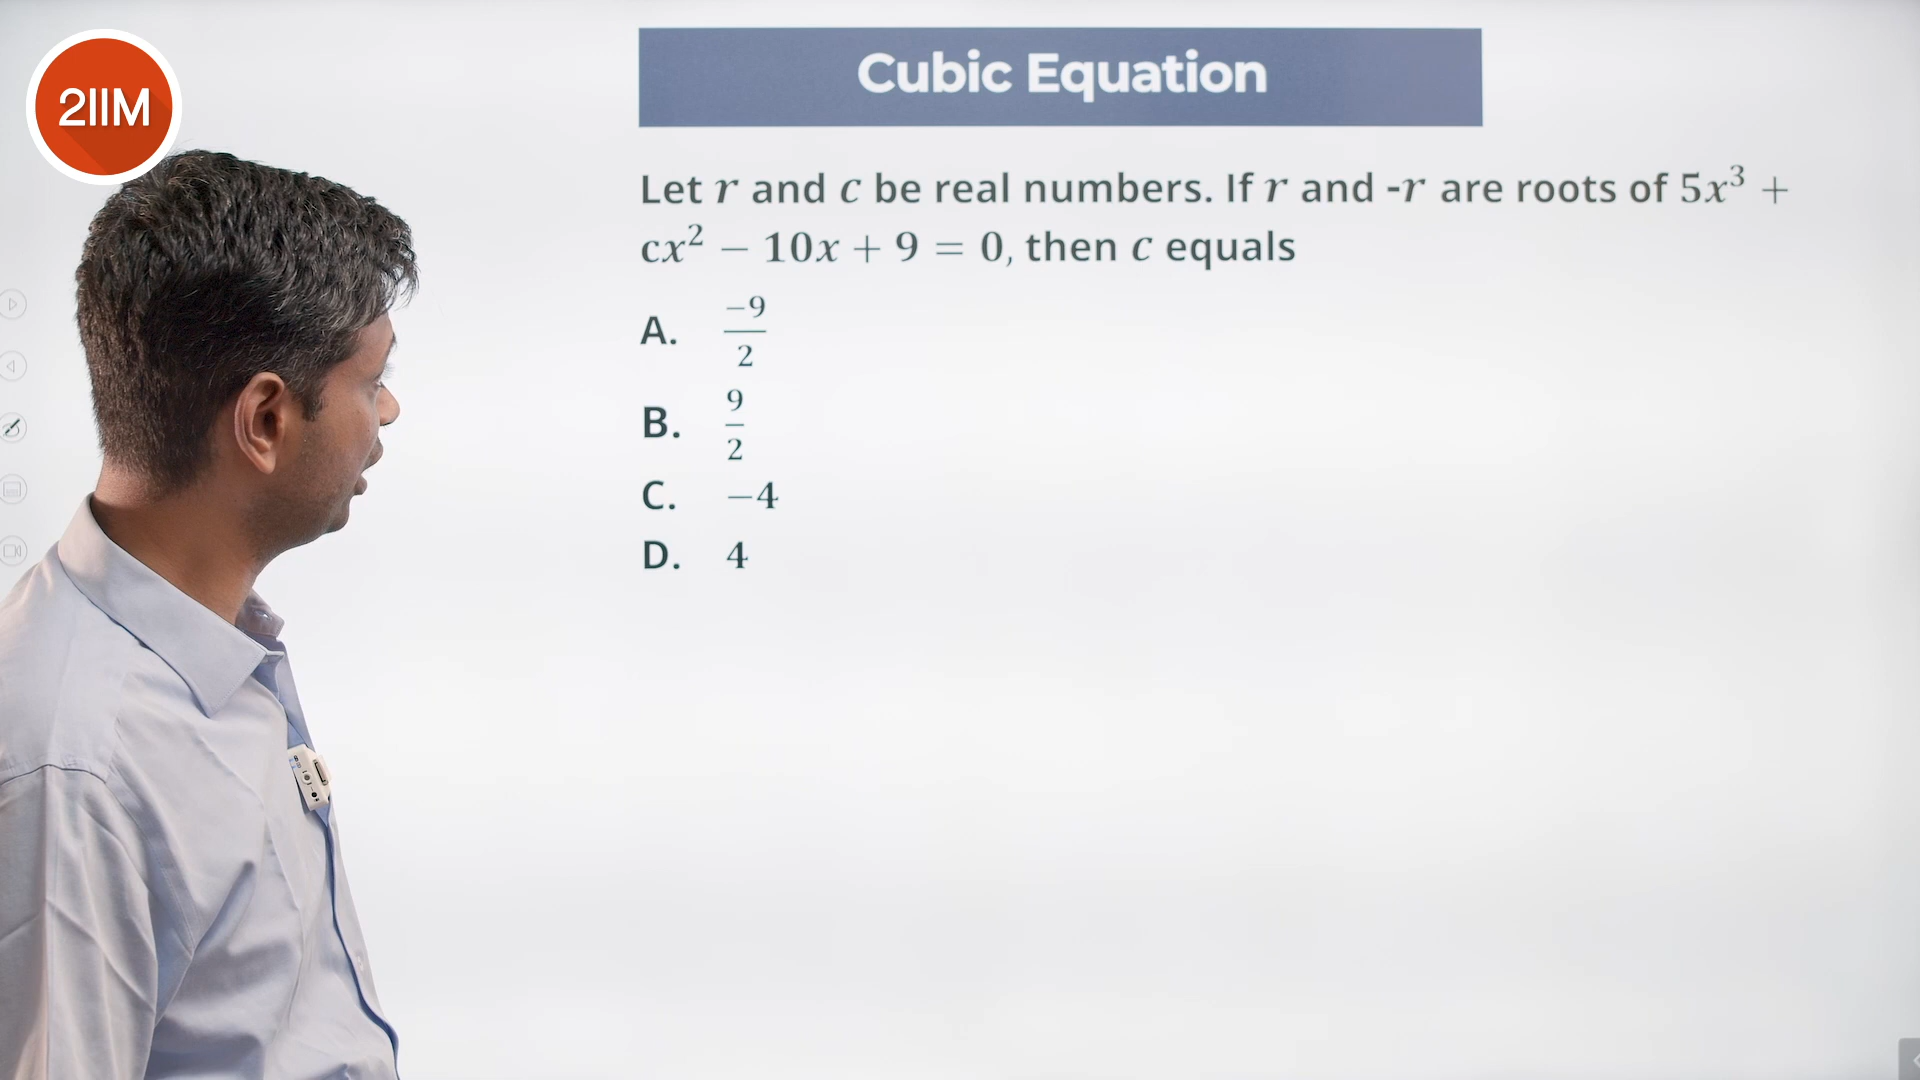 2IIM
Cubic Equation
Let r and c be real numbers. If r and -r are roots of 5x³ +
cx² − 10x + 9 = 0, then c equals
A. −9/2
B. 9/2
C. −4
D. 4